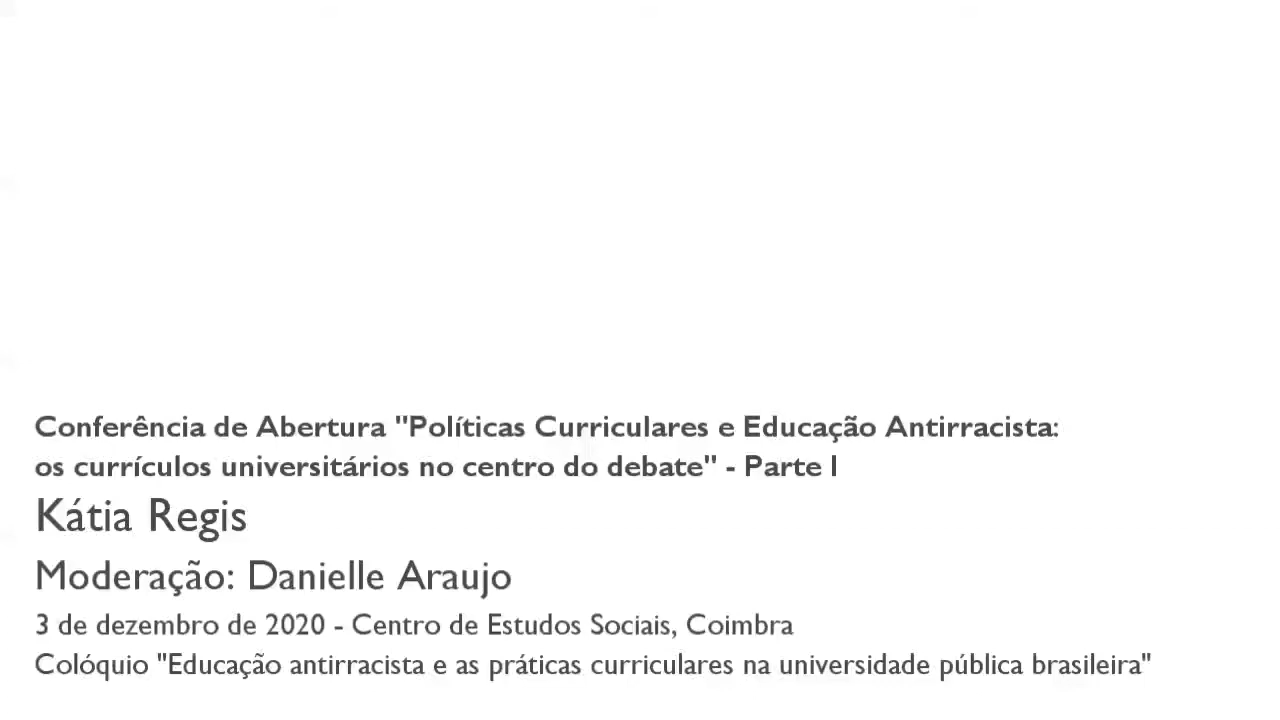 Conferência de Abertura "Políticas Curriculares e Educação Antirracista:
os currículos universitários no centro do debate" - Parte I
Kátia Regis
Moderação: Danielle Araujo
3 de dezembro de 2020 - Centro de Estudos Sociais, Coimbra
Colóquio "Educação antirracista e as práticas curriculares na universidade pública brasileira"